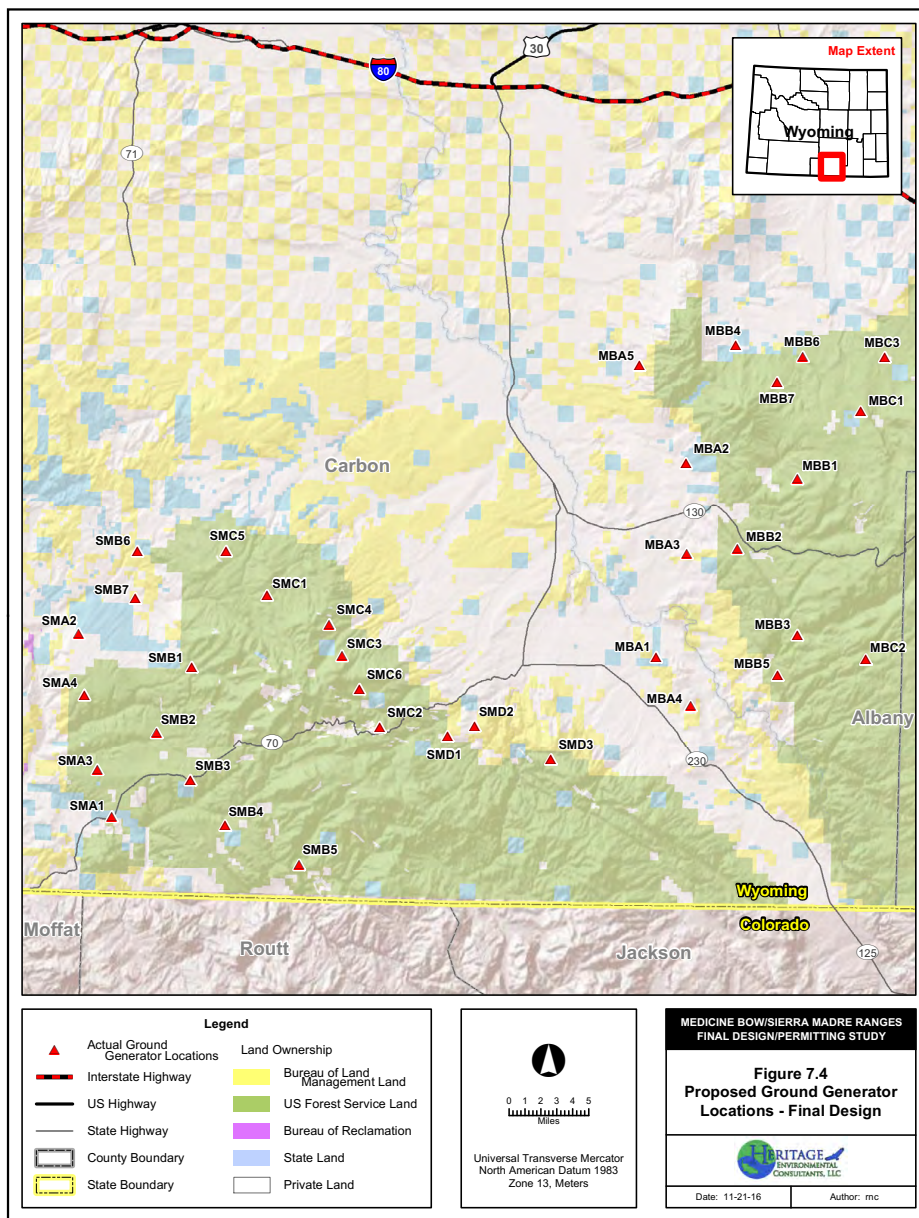 30
80
71
Map Extent
Wyoming
MBB4
MBB6
MBC3
MBA5
MBB7
MBC1
Carbon
MBA2
MBB1
130
MBB2
MBA3
SMB6
SMC5
SMB7
SMC1
SMC4
SMA2
SMC3
MBB3
MBA1
MBC2
SMB1
MBB5
SMC6
SMA4
MBA4
Albany
SMC2
SMD2
SMB2
SMD1
70
SMD3
230
SMA3
SMB3
SMA1
SMB4
SMB5
Wyoming
Colorado
Moffat
Routt
Jackson
125
Legend
Actual Ground
Generator Locations
Interstate Highway
US Highway
State Highway
County Boundary
State Boundary
Land Ownership
Bureau of Land
Management Land
US Forest Service Land
Bureau of Reclamation
State Land
Private Land
0 1 2 3 4 5
Miles
Universal Transverse Mercator
North American Datum 1983
Zone 13, Meters
MEDICINE BOW/SIERRA MADRE RANGES
FINAL DESIGN/PERMITTING STUDY
Figure 7.4
Proposed Ground Generator
Locations - Final Design
HERITAGE
ENVIRONMENTAL
CONSULTANTS, LLC
Date: 11-21-16
Author: mc